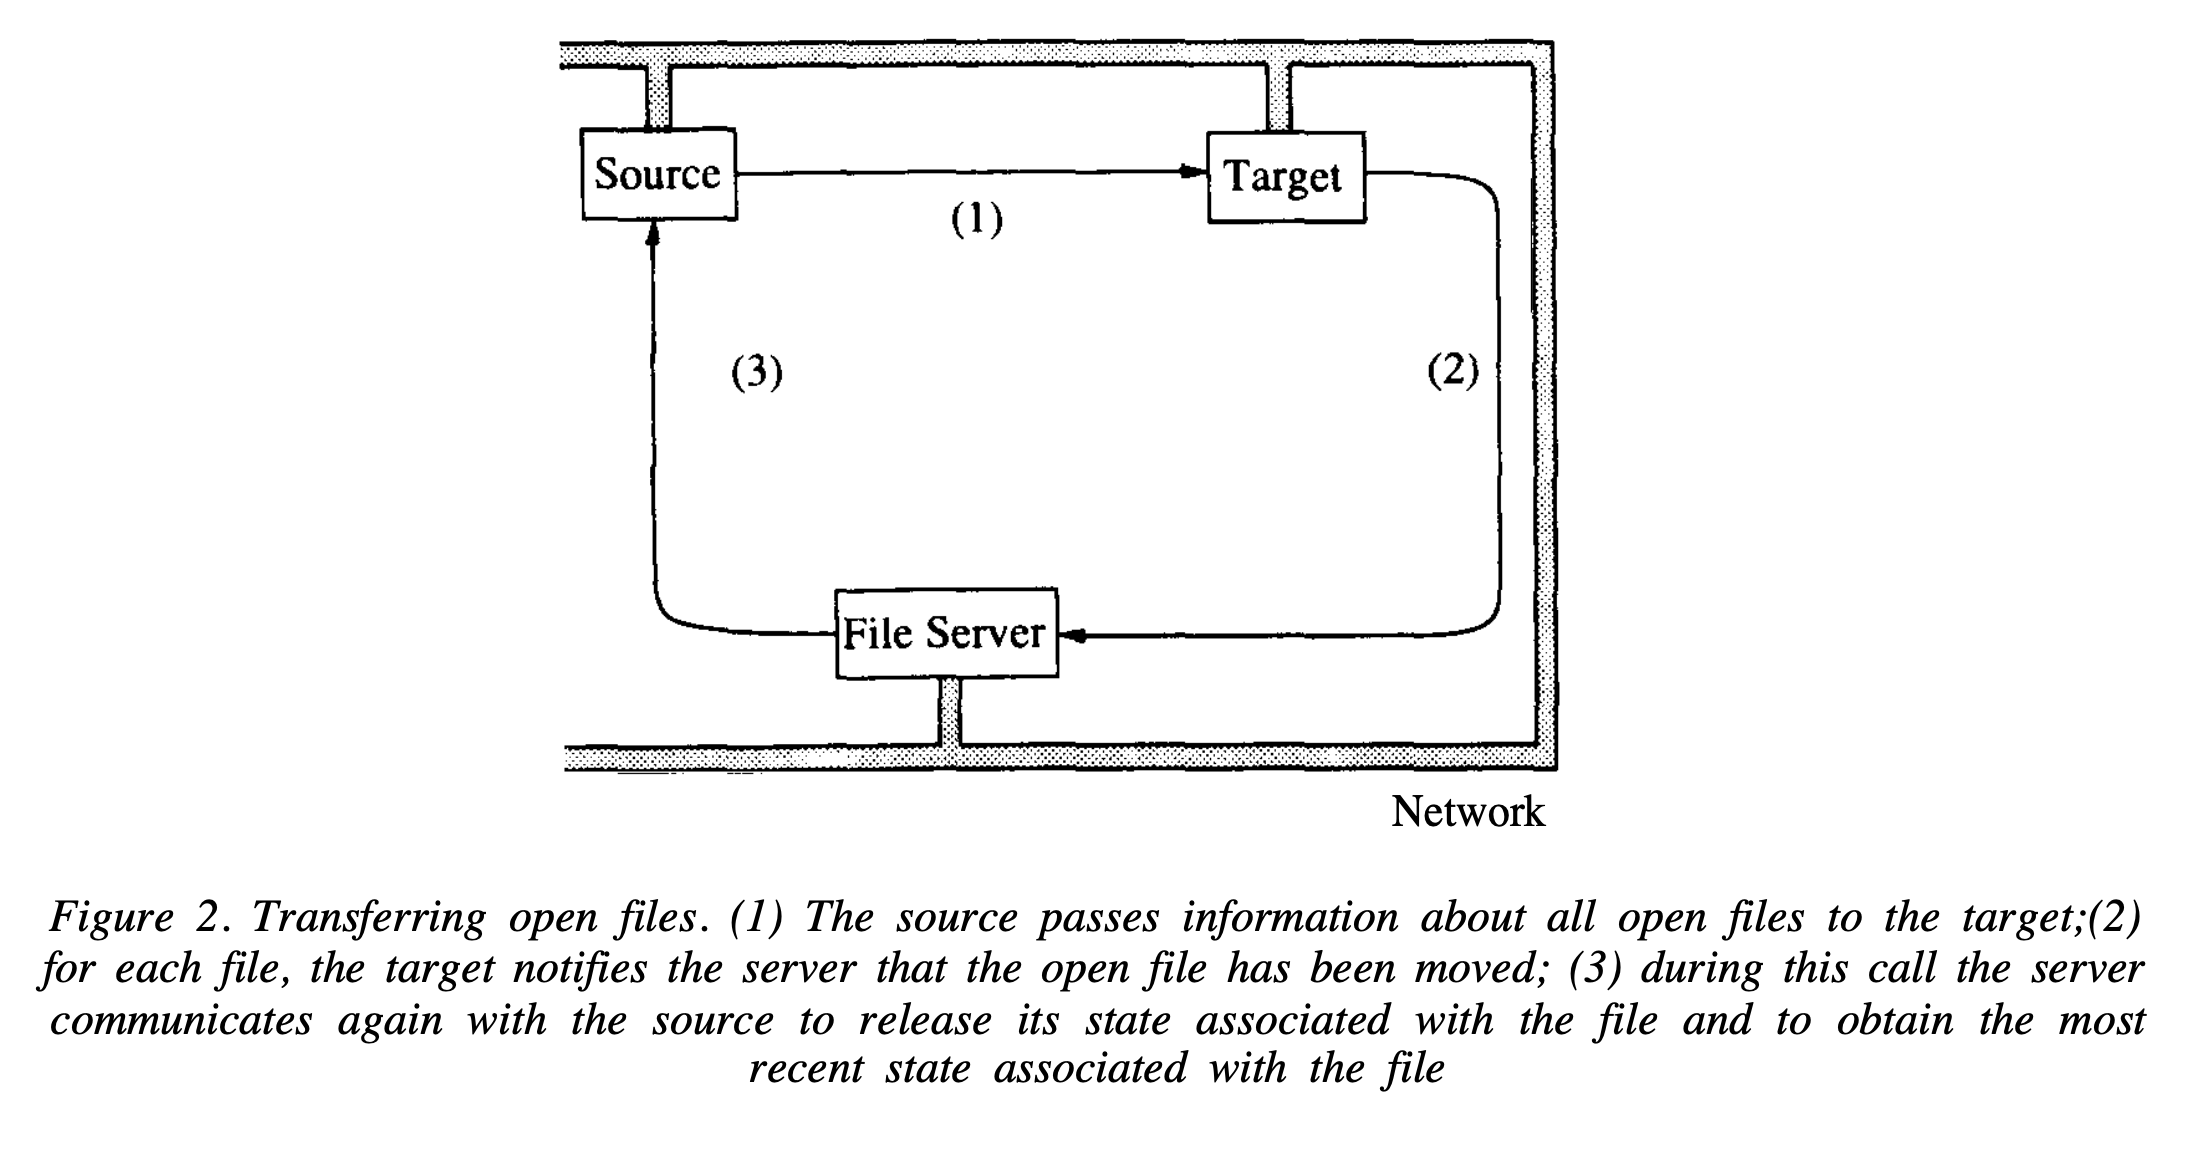 Source
Target
(1)
(3)
(2)
File Server
Network
Figure 2. Transferring open files. (1) The source passes information about all open files to the target;(2)
for each file, the target notifies the server that the open file has been moved; (3) during this call the server
communicates again with the source to release its state associated with the file and to obtain the most
recent state associated with the file